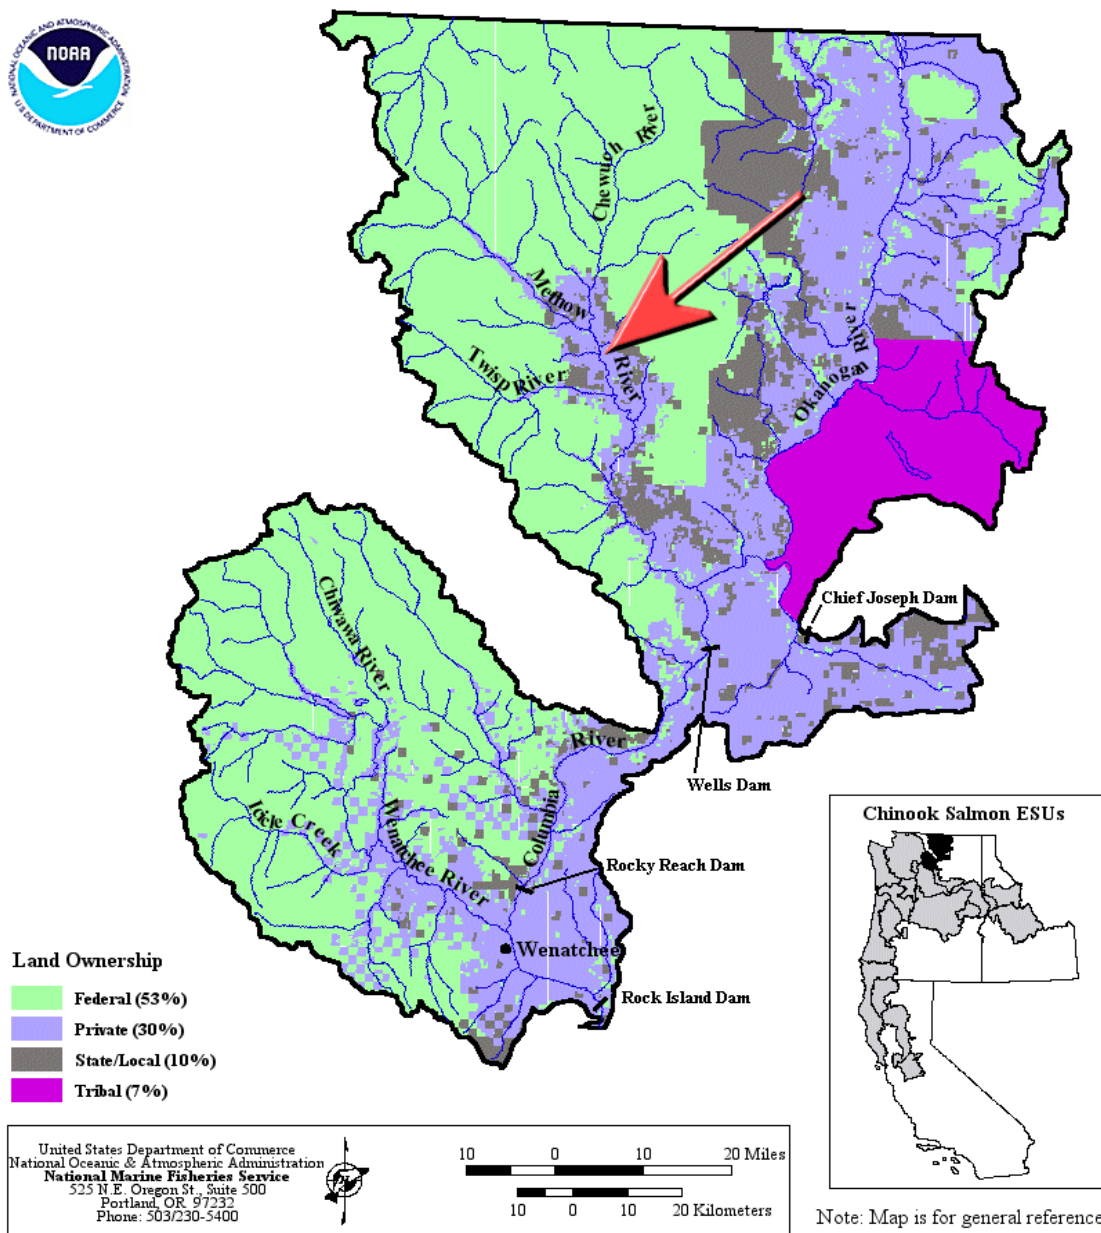 NATIONAL OCEANIC AND ATMOSPHERIC ADMINISTRATION
NOAA
U.S. DEPARTMENT OF COMMERCE
Chewugh River
Methow River
Twisp River
Okanogan River
Chief Joseph Dam
Chiwawa River
Columbia River
Wells Dam
Icicle Creek
Wenatchee River
Rocky Reach Dam
Wenatchee
Rock Island Dam
Land Ownership
Federal (53%)
Private (30%)
State/Local (10%)
Tribal (7%)
Chinook Salmon ESUs
United States Department of Commerce
National Oceanic & Atmospheric Administration
National Marine Fisheries Service
525 N.E. Oregon St., Suite 500
Portland, OR 97232
Phone: 503/230-5400
N
10 0 10 20 Miles
10 0 10 20 Kilometers
Note: Map is for general reference